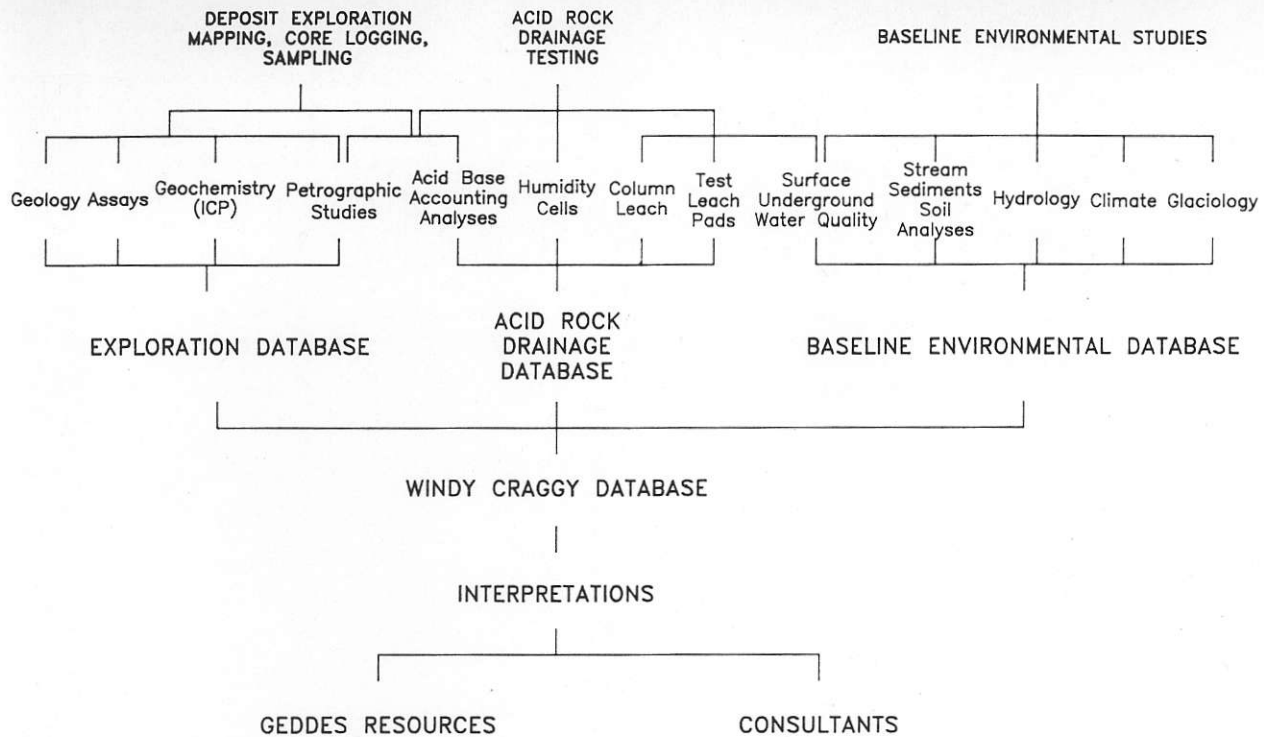 DEPOSIT EXPLORATION
MAPPING, CORE LOGGING,
SAMPLING
ACID ROCK
DRAINAGE
TESTING
BASELINE ENVIRONMENTAL STUDIES
Geology
Assays
Geochemistry
(ICP)
Petrographic
Studies
Acid Base
Accounting
Analyses
Humidity
Cells
Column
Leach
Test
Leach
Pads
Surface
Underground
Water Quality
Stream
Sediments
Soil
Analyses
Hydrology
Climate
Glaciology
EXPLORATION DATABASE
ACID ROCK
DRAINAGE
DATABASE
BASELINE ENVIRONMENTAL DATABASE
WINDY CRAGGY DATABASE
INTERPRETATIONS
GEDDES RESOURCES
CONSULTANTS